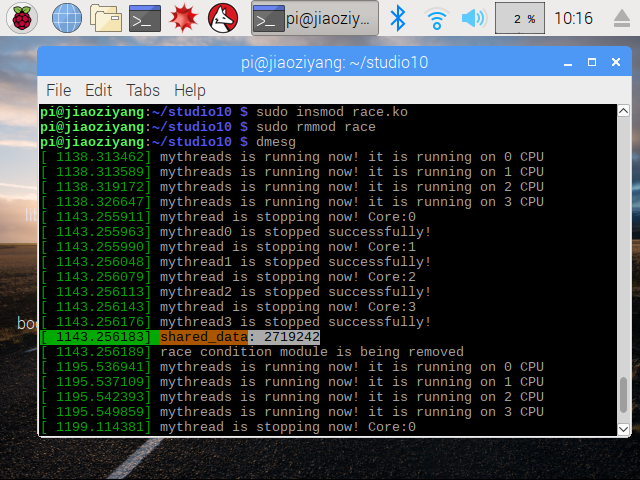 pi@jiaoziyang: ~/...
2 %
10:16
pi@jiaoziyang: ~/studio10
File Edit Tabs Help
pi@jiaoziyang:~/studio10 $ sudo insmod race.ko
pi@jiaoziyang:~/studio10 $ sudo rmmod race
pi@jiaoziyang:~/studio10 $ dmesg
[ 1138.313462] mythreads is running now! it is running on 0 CPU
[ 1138.313589] mythreads is running now! it is running on 1 CPU
[ 1138.319172] mythreads is running now! it is running on 2 CPU
[ 1138.326647] mythreads is running now! it is running on 3 CPU
[ 1143.255911] mythread is stopping now! Core:0
[ 1143.255963] mythread0 is stopped successfully!
[ 1143.255990] mythread is stopping now! Core:1
[ 1143.256048] mythread1 is stopped successfully!
[ 1143.256079] mythread is stopping now! Core:2
[ 1143.256113] mythread2 is stopped successfully!
[ 1143.256143] mythread is stopping now! Core:3
[ 1143.256176] mythread3 is stopped successfully!
[ 1143.256183] shared_data: 2719242
[ 1143.256189] race condition module is being removed
[ 1195.536941] mythreads is running now! it is running on 0 CPU
[ 1195.537109] mythreads is running now! it is running on 1 CPU
[ 1195.542393] mythreads is running now! it is running on 2 CPU
[ 1195.549859] mythreads is running now! it is running on 3 CPU
[ 1199.114381] mythread is stopping now! Core:0